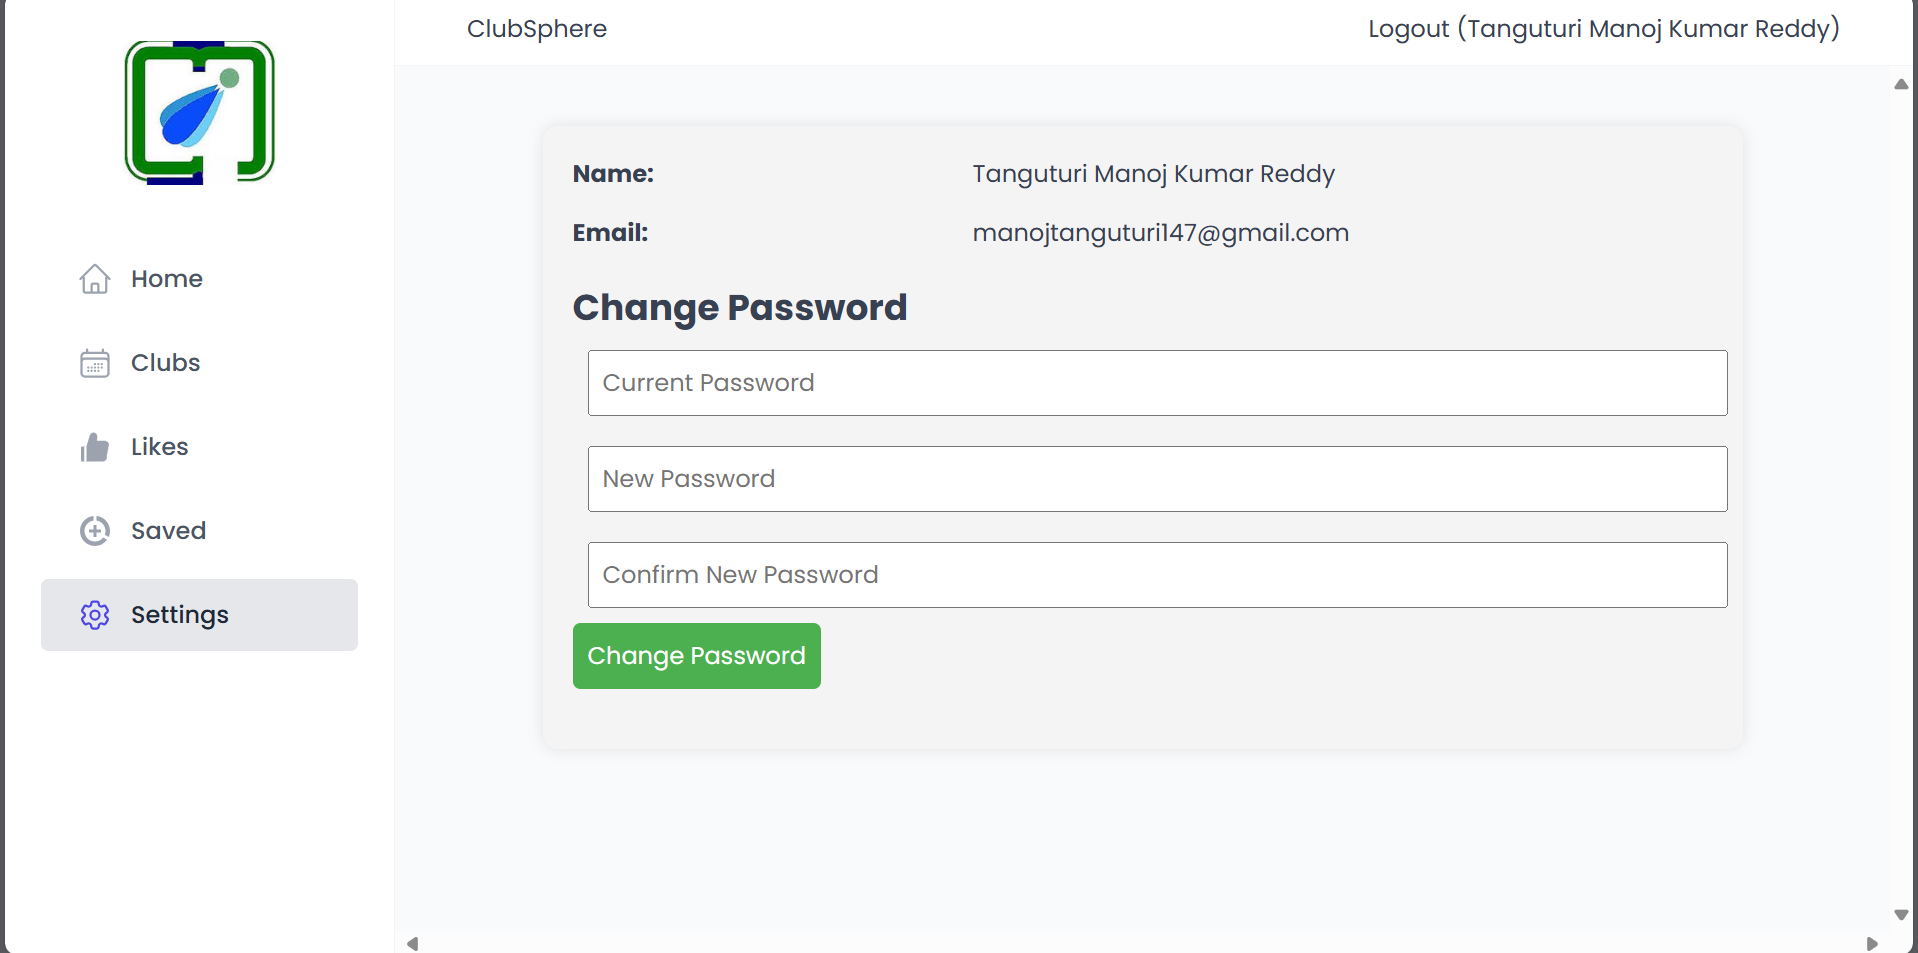 ClubSphere
Logout (Tanguturi Manoj Kumar Reddy)
Home
Clubs
Likes
Saved
Settings
Name: Tanguturi Manoj Kumar Reddy
Email: manojtanguturi147@gmail.com
Change Password
Current Password
New Password
Confirm New Password
Change Password